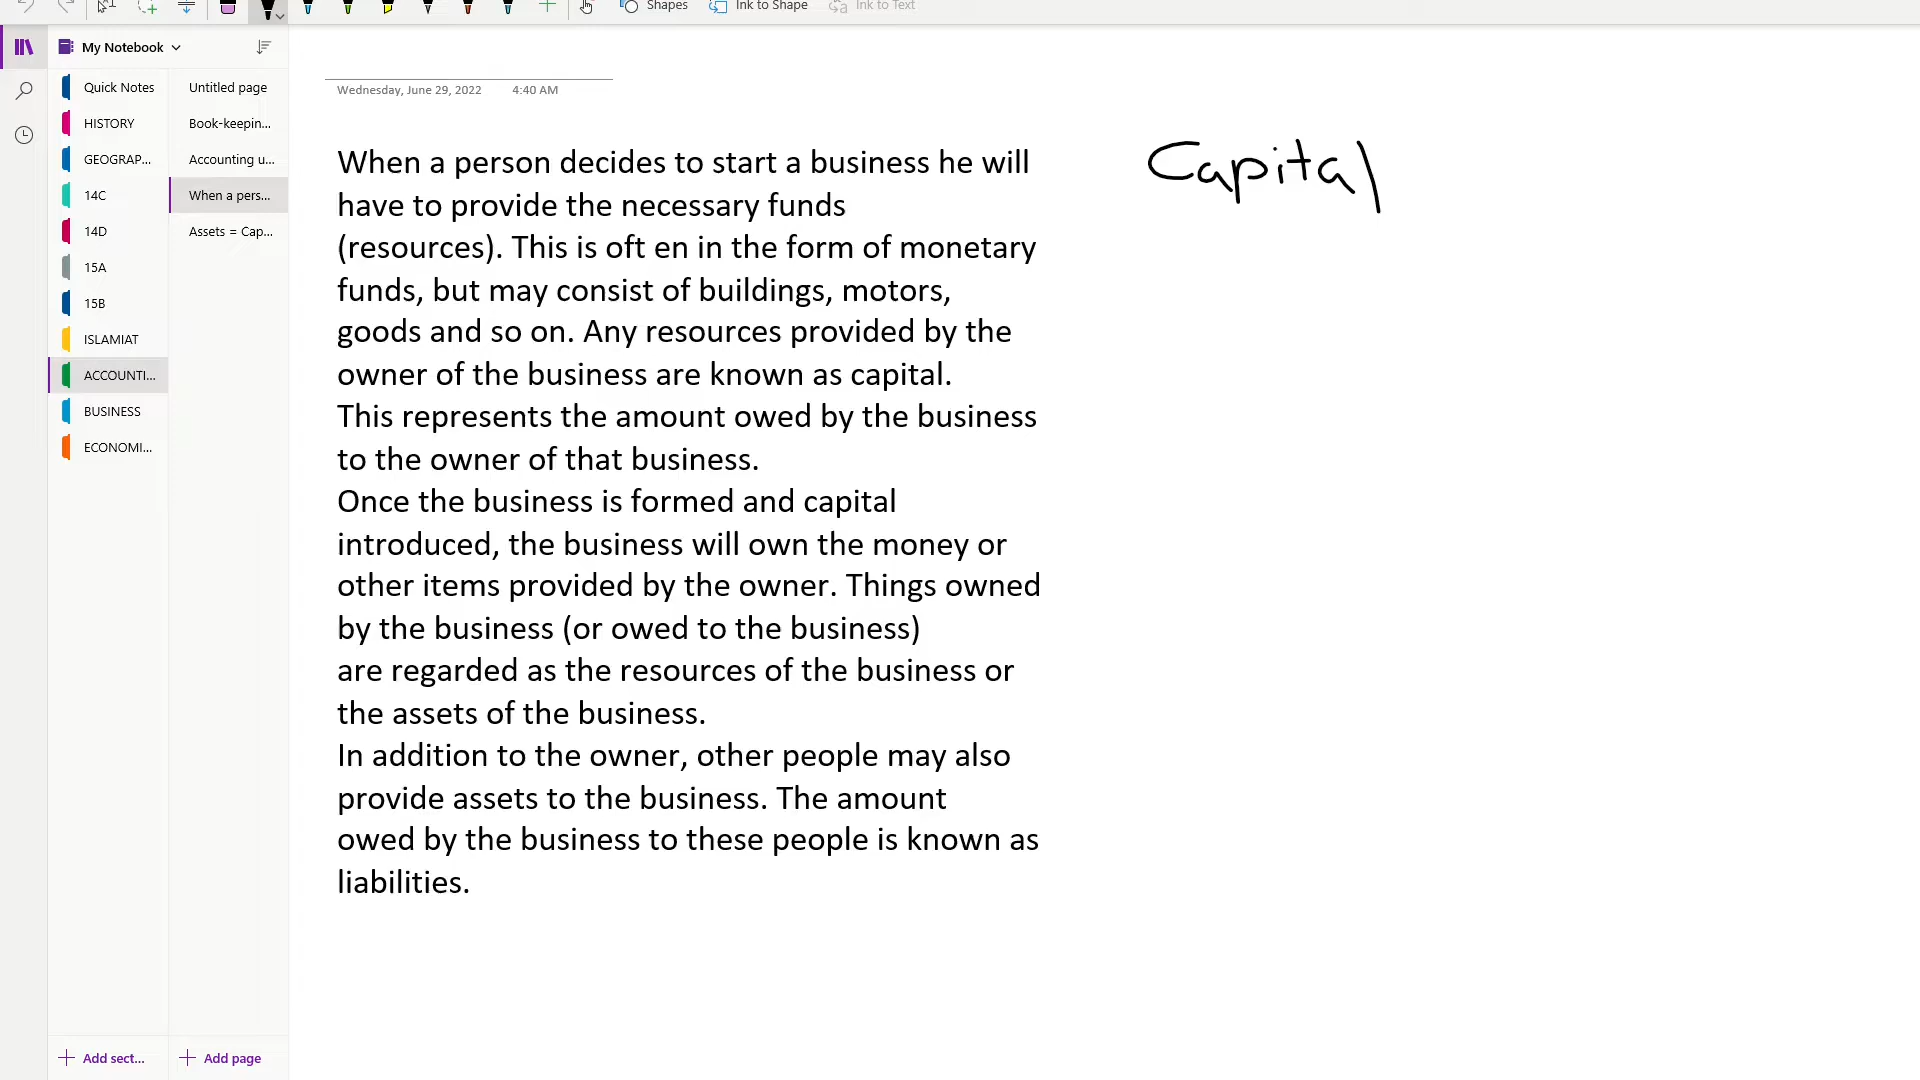 Shapes
Ink to Shape
Ink to Text
My Notebook
Quick Notes
HISTORY
GEOGRAP...
14C
14D
15A
15B
ISLAMIAT
ACCOUNTI...
BUSINESS
ECONOMI...
Add sect...
Untitled page
Book-keepin...
Accounting u...
When a pers...
Assets = Cap...
Add page
Wednesday, June 29, 2022 4:40 AM
When a person decides to start a business he will
have to provide the necessary funds
(resources). This is oft en in the form of monetary
funds, but may consist of buildings, motors,
goods and so on. Any resources provided by the
owner of the business are known as capital.
This represents the amount owed by the business
to the owner of that business.
Once the business is formed and capital
introduced, the business will own the money or
other items provided by the owner. Things owned
by the business (or owed to the business)
are regarded as the resources of the business or
the assets of the business.
In addition to the owner, other people may also
provide assets to the business. The amount
owed by the business to these people is known as
liabilities.
Capital